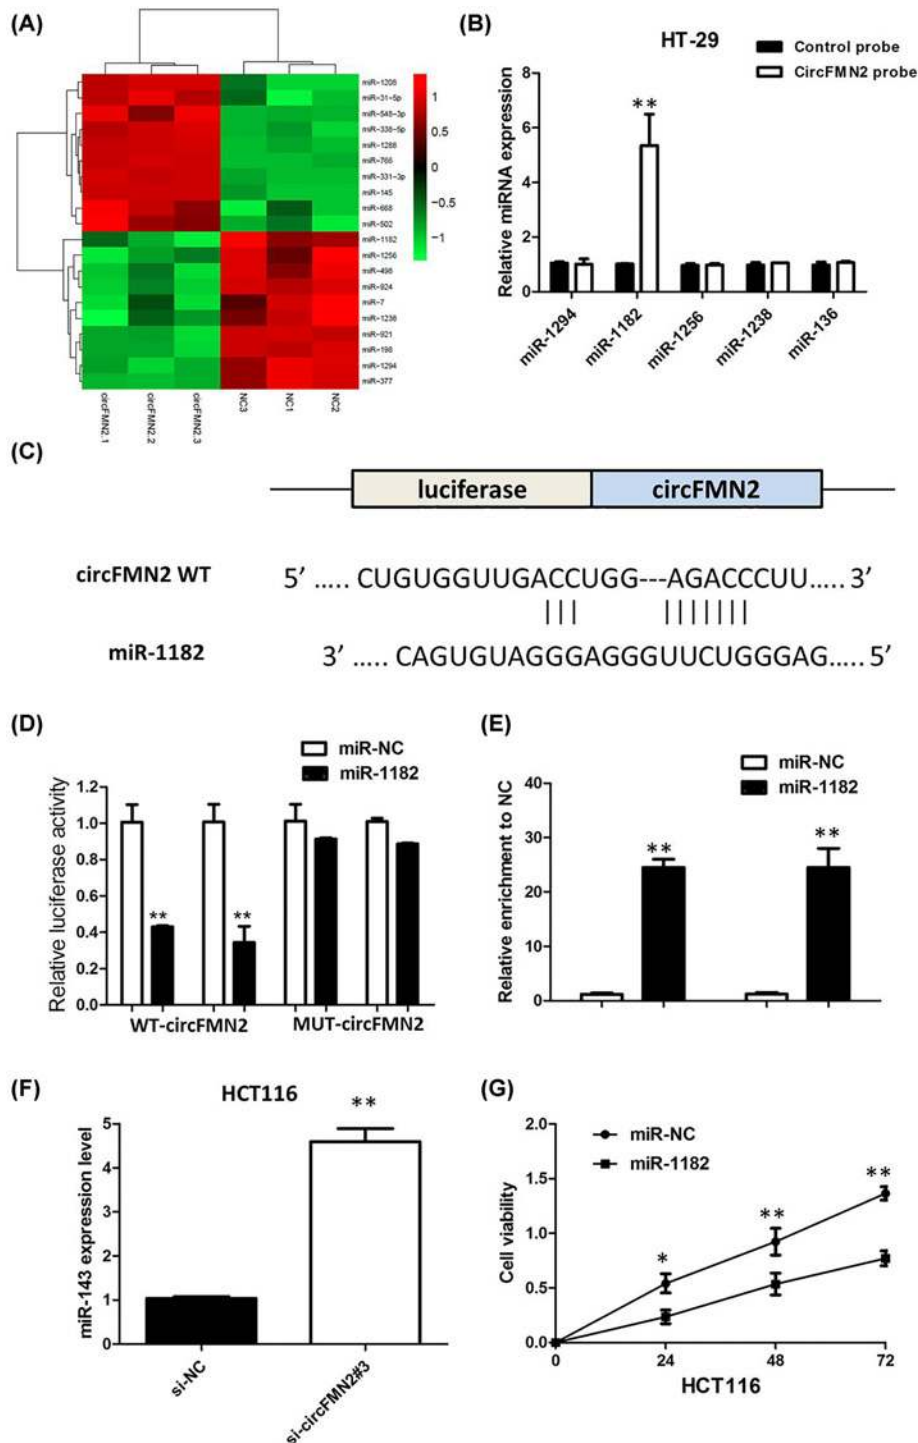 (A)
miR-1208
miR-31-5p
miR-548-3p
miR-338-5p
miR-1288
miR-766
miR-331-3p
miR-145
miR-668
miR-502
miR-1182
miR-1256
miR-496
miR-924
miR-7
miR-1238
miR-921
miR-198
miR-1294
miR-377
1
0.5
0
-0.5
-1
circFMN2.1
circFMN2.2
circFMN2.3
NC3
NC1
NC2
(B)
HT-29
Control probe
CircFMN2 probe
Relative miRNA expression
8
6
4
2
0
**
miR-1294
miR-1182
miR-1256
miR-1238
miR-136
(C)
luciferase circFMN2
circFMN2 WT 5′ ..... CUGUGGUUGACCUGG---AGACCCUU..... 3′
miR-1182 3′ ..... CAGUGUAGGGAGGGUUCUGGGAG..... 5′
(D)
miR-NC
miR-1182
Relative luciferase activity
1.2
1.0
0.8
0.6
0.4
0.2
0.0
** **
WT-circFMN2 MUT-circFMN2
(E)
miR-NC
miR-1182
Relative enrichment to NC
40
30
20
10
0
** **
(F)
HCT116
miR-143 expression level
5
4
3
2
1
0
**
si-NC
si-circFMN2#3
(G)
miR-NC
miR-1182
Cell viability
2.0
1.5
1.0
0.5
0.0
* ** **
0 24 48 72
HCT116